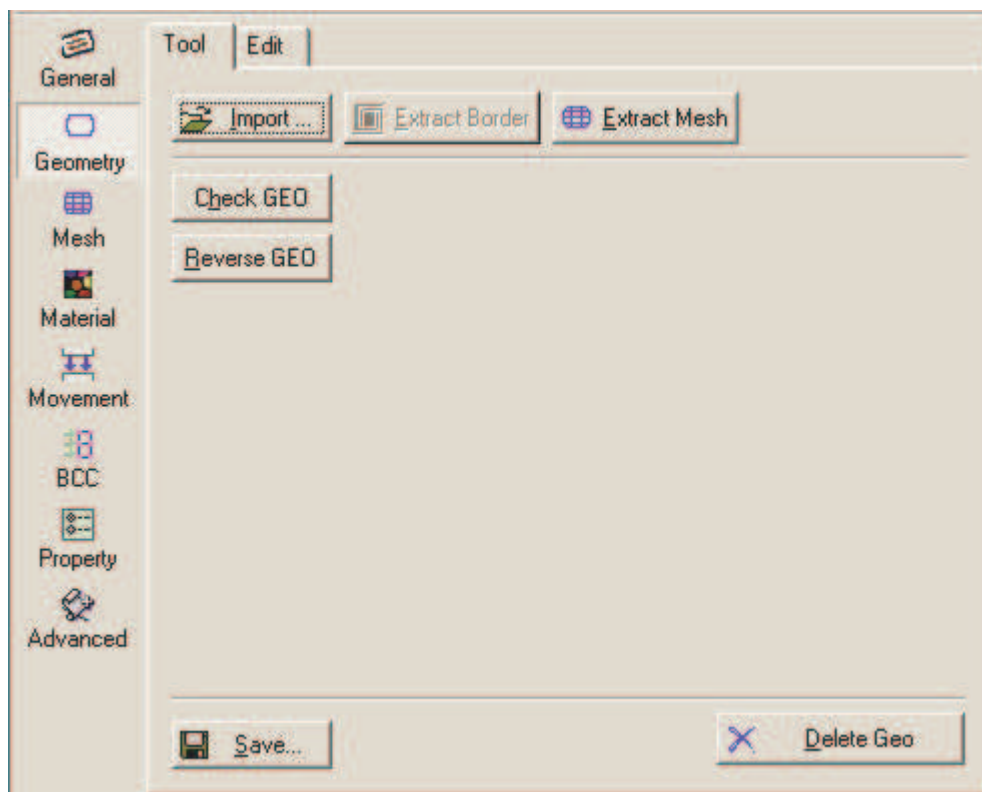 General
Geometry
Mesh
Material
Movement
BCC
Property
Advanced
Tool Edit
Import ... Extract Border Extract Mesh
Check GEO
Reverse GEO
Save... Delete Geo